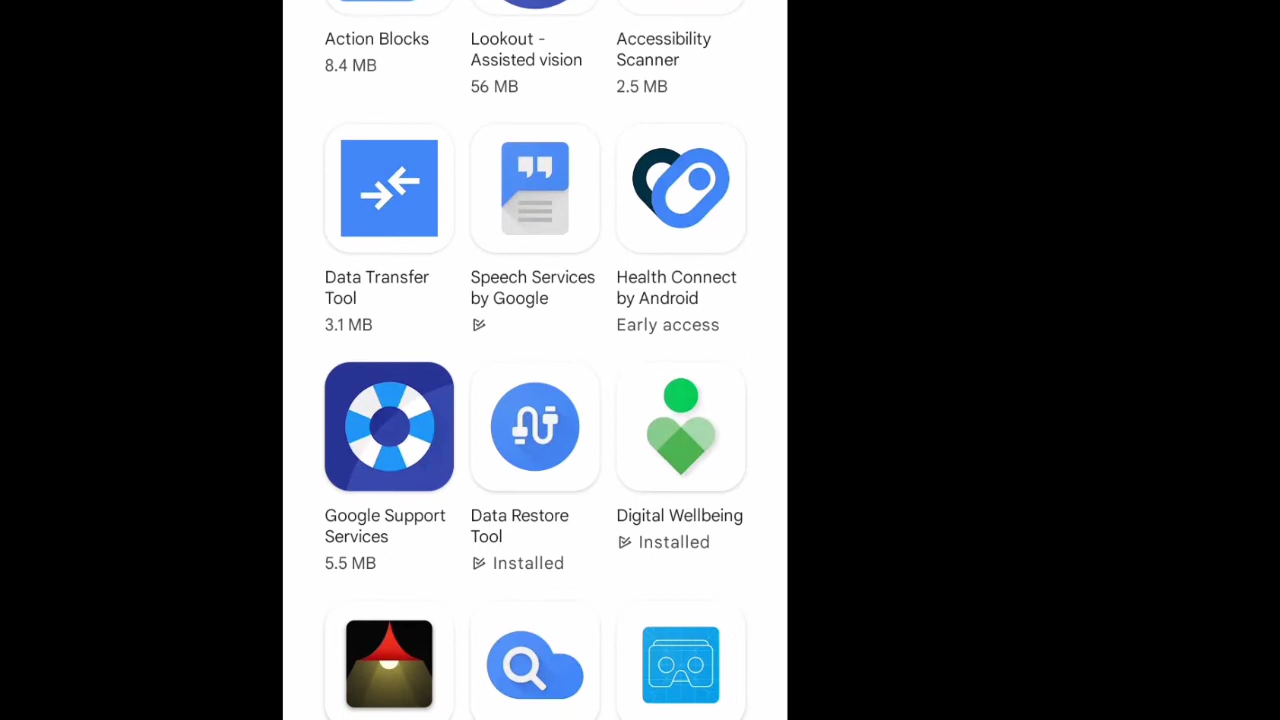 Action Blocks
8.4 MB
Lookout -
Assisted vision
56 MB
Accessibility
Scanner
2.5 MB
Data Transfer
Tool
3.1 MB
Speech Services
by Google
Health Connect
by Android
Early access
Google Support
Services
5.5 MB
Data Restore
Tool
Installed
Digital Wellbeing
Installed